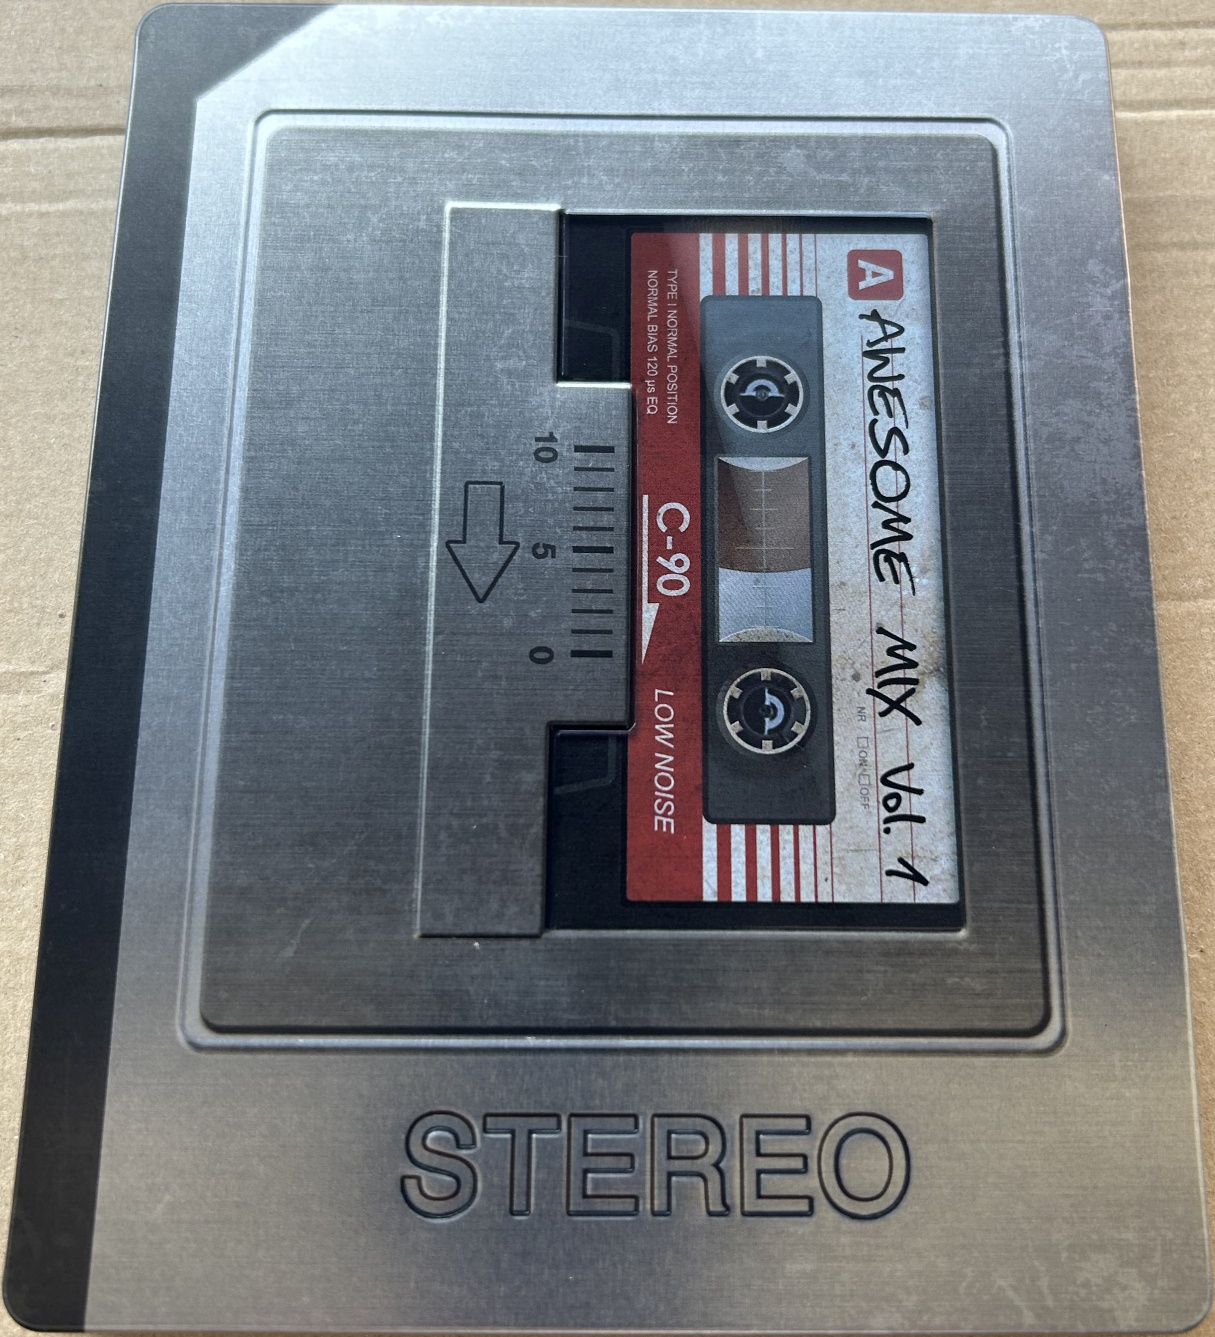 A AWESOME MIX Vol. 1
NR □ON □OFF
TYPE I NORMAL POSITION
NORMAL BIAS 120 µs EQ
C-90
LOW NOISE
10 5 0
STEREO